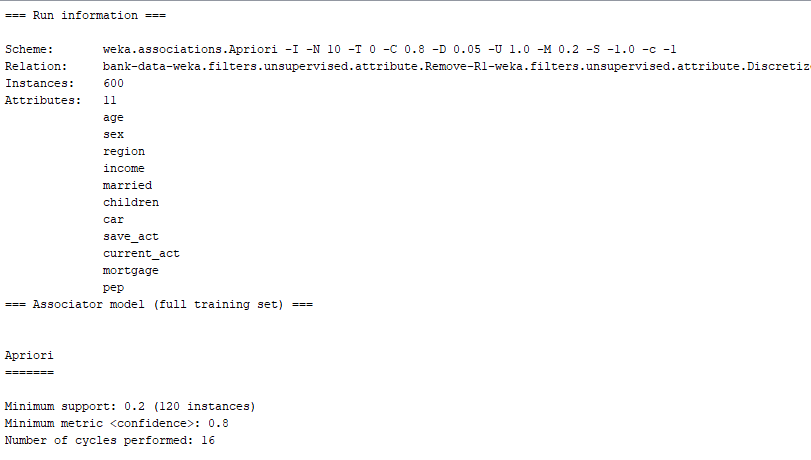 === Run information ===
Scheme: weka.associations.Apriori -I -N 10 -T 0 -C 0.8 -D 0.05 -U 1.0 -M 0.2 -S -1.0 -c -1
Relation: bank-data-weka.filters.unsupervised.attribute.Remove-R1-weka.filters.unsupervised.attribute.Discretiz
Instances: 600
Attributes: 11
age
sex
region
income
married
children
car
save_act
current_act
mortgage
pep
=== Associator model (full training set) ===
Apriori
=======
Minimum support: 0.2 (120 instances)
Minimum metric <confidence>: 0.8
Number of cycles performed: 16